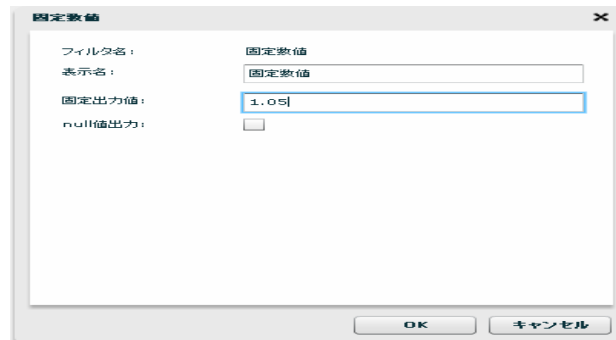 固定数値
フィルタ名： 固定数値
表示名： 固定数値
固定出力値： 1.05
null値出力：
OK キャンセル